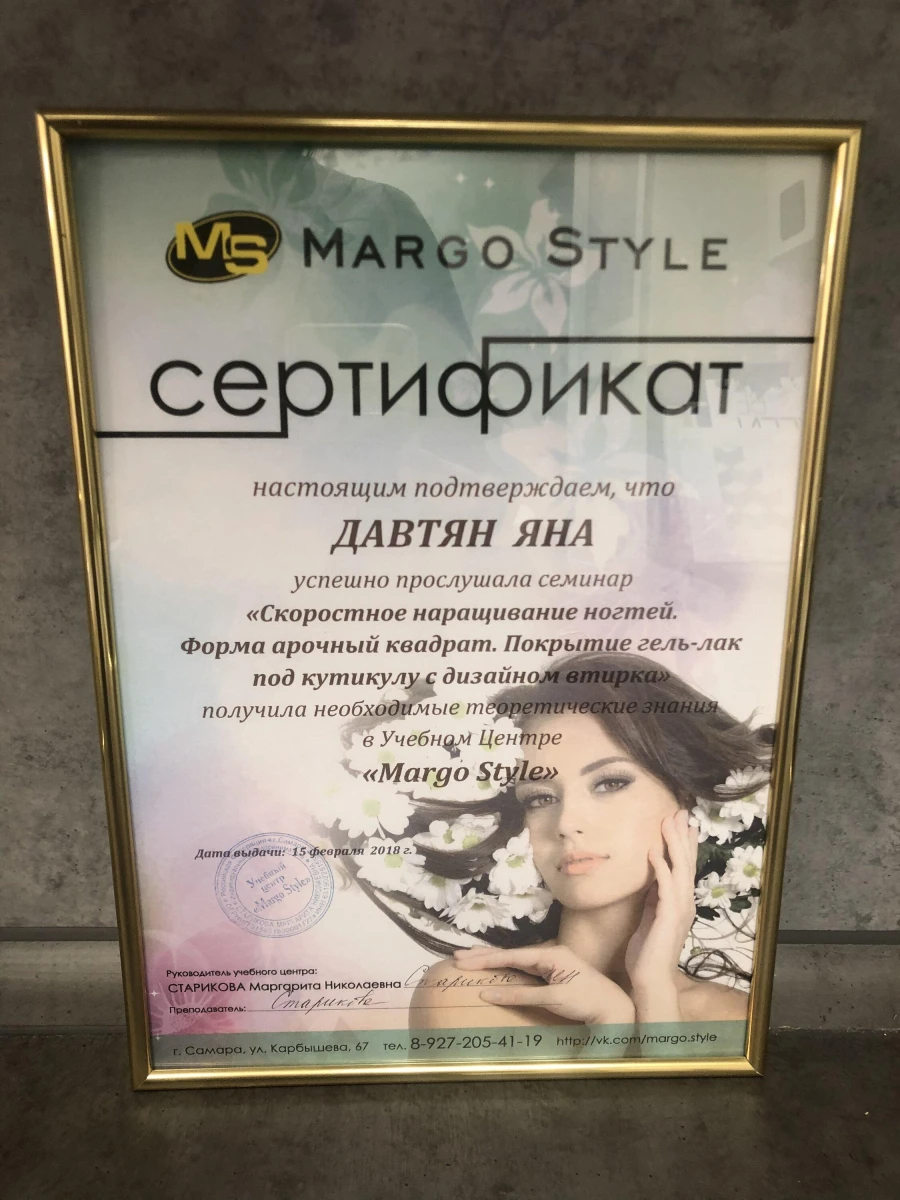 MS MARGO STYLE
сертификат
настоящим подтверждаем, что
ДАВТЯН ЯНА
успешно прослушала семинар
«Скоростное наращивание ногтей.
Форма арочный квадрат. Покрытие гель-лак
под кутикулу с дизайном втирка»
получила необходимые теоретические знания
в Учебном Центре
«Margo Style»
Дата выдачи: 15 февраля 2018 г.
Учебный
центр
«Margo Style»
Руководитель учебного центра:
СТАРИКОВА Маргарита Николаевна
Преподаватель: Старикова
г. Самара, ул. Карбышева, 67 тел. 8-927-205-41-19 http://vk.com/margo.style